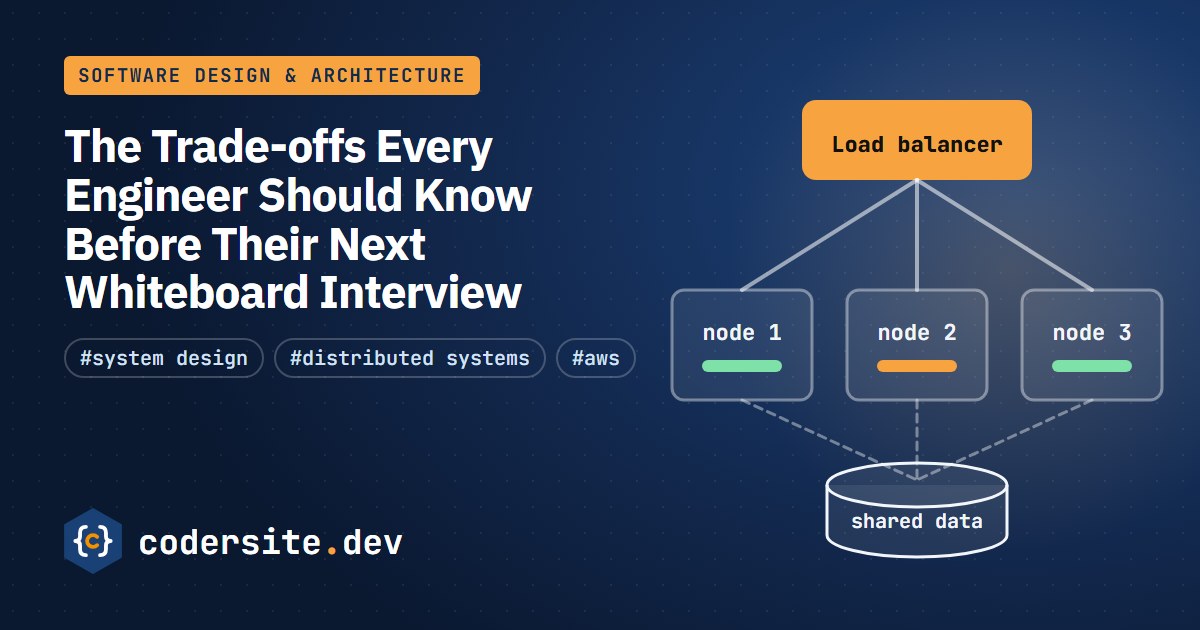 SOFTWARE DESIGN & ARCHITECTURE
The Trade-offs Every
Engineer Should Know
Before Their Next
Whiteboard Interview
#system design #distributed systems #aws
codersite.dev
Load balancer
node 1 node 2 node 3
shared data